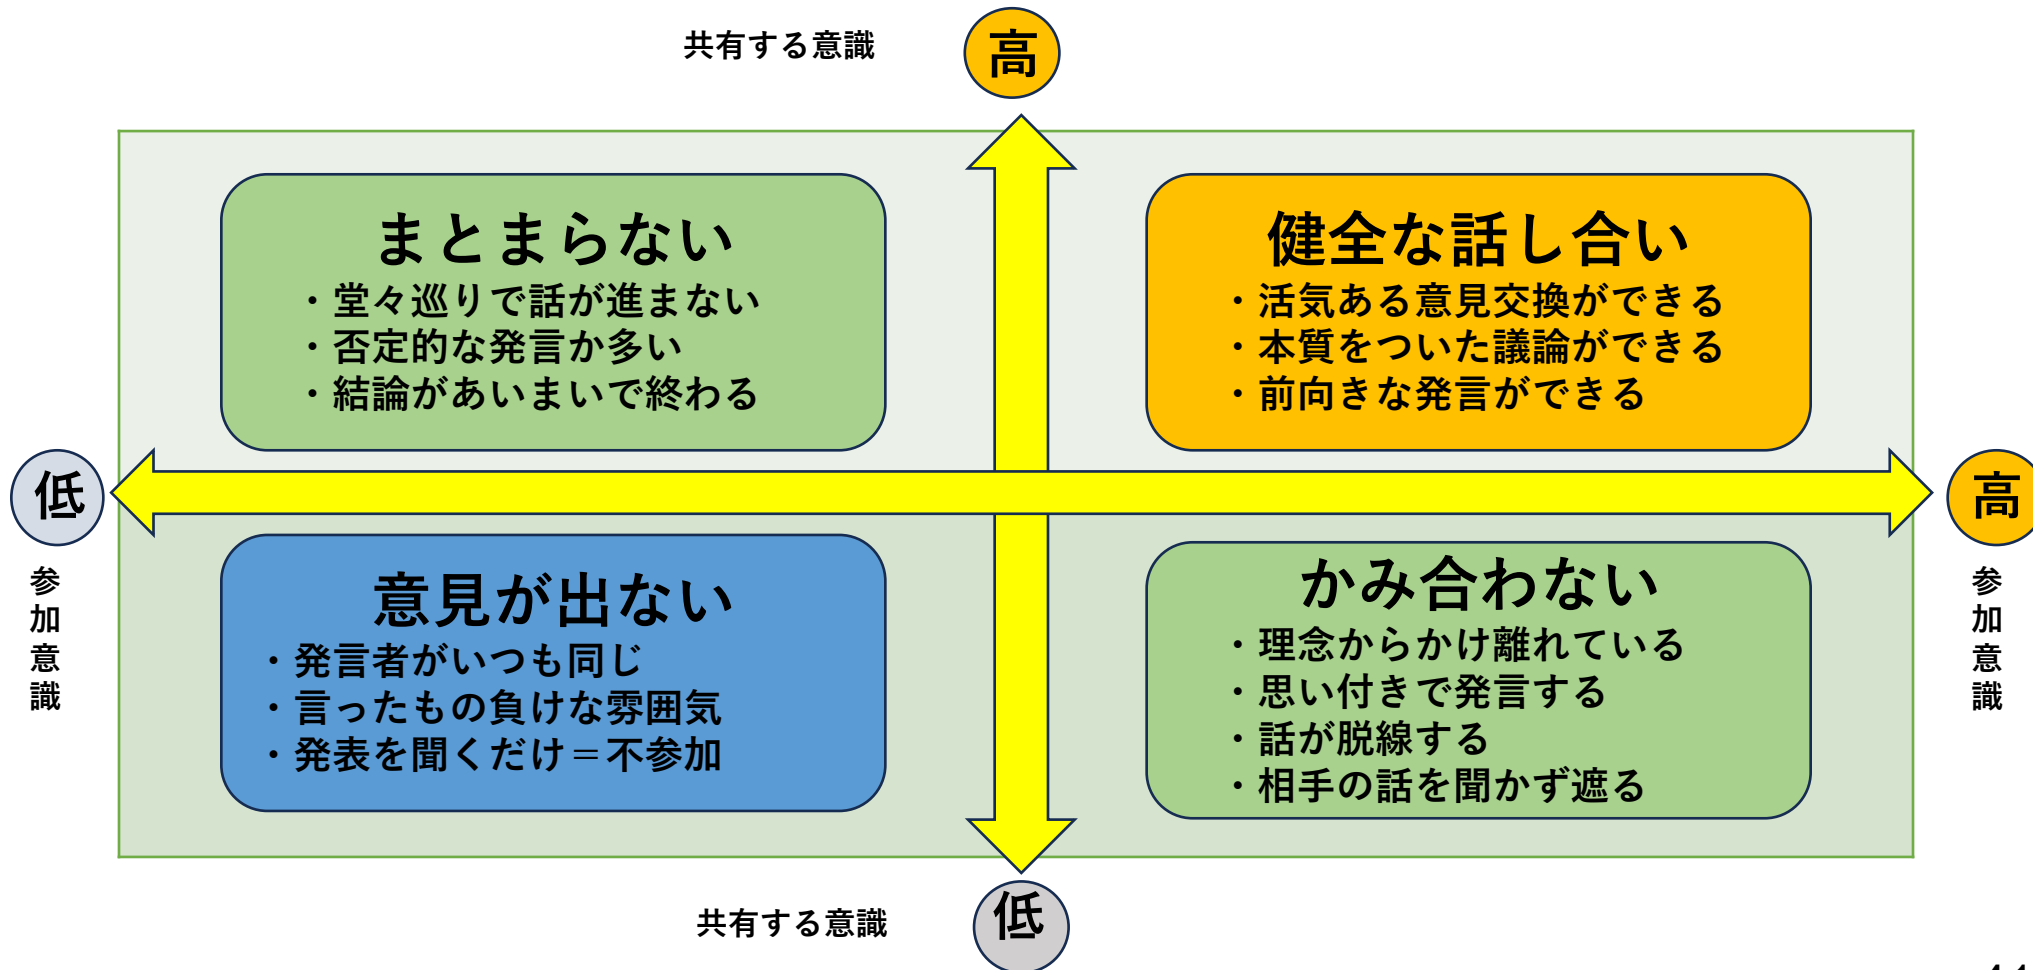 共有する意識
高
まとまらない
・堂々巡りで話が進まない
・否定的な発言か多い
・結論があいまいで終わる
健全な話し合い
・活気ある意見交換ができる
・本質をついた議論ができる
・前向きな発言ができる
低
参加意識
高
参加意識
意見が出ない
・発言者がいつも同じ
・言ったもの負けな雰囲気
・発表を聞くだけ＝不参加
かみ合わない
・理念からかけ離れている
・思い付きで発言する
・話が脱線する
・相手の話を聞かず遮る
共有する意識
低